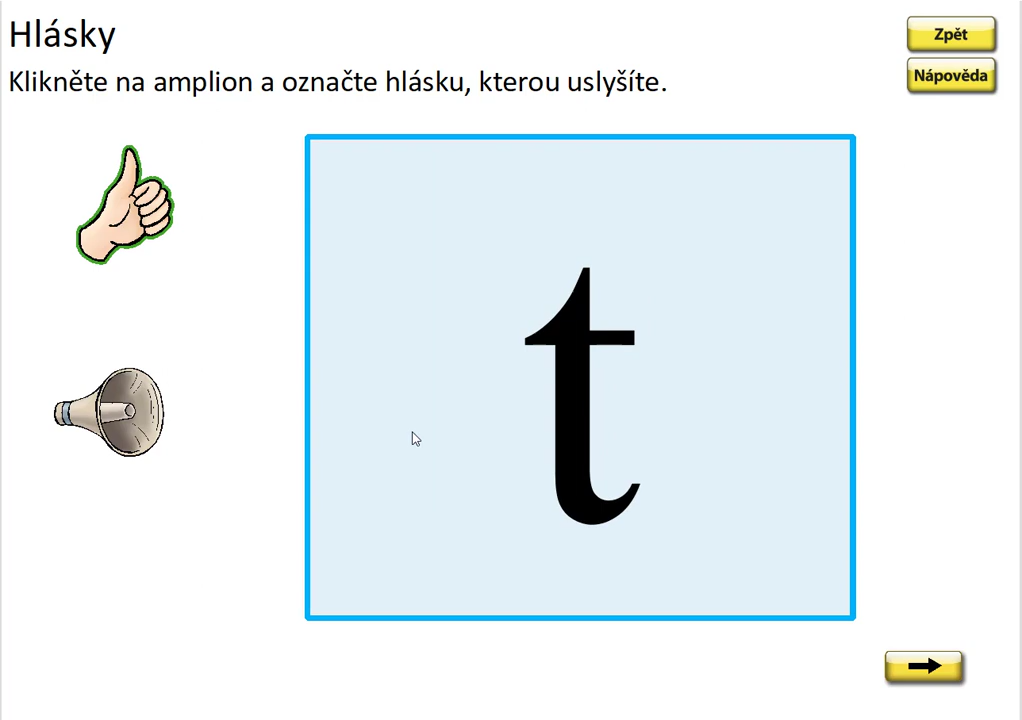 Hlásky
Zpět
Klikněte na amplion a označte hlásku, kterou uslyšíte.
Nápověda
t